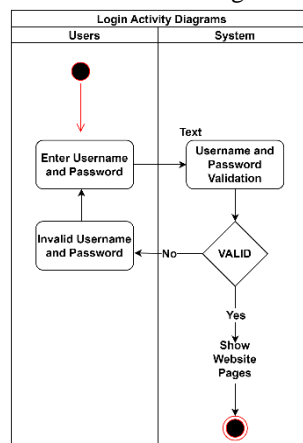 Login Activity Diagrams
Users
System
Text
Enter Username
and Password
Username and
Password
Validation
Invalid Username
and Password
No
VALID
Yes
Show
Website
Pages